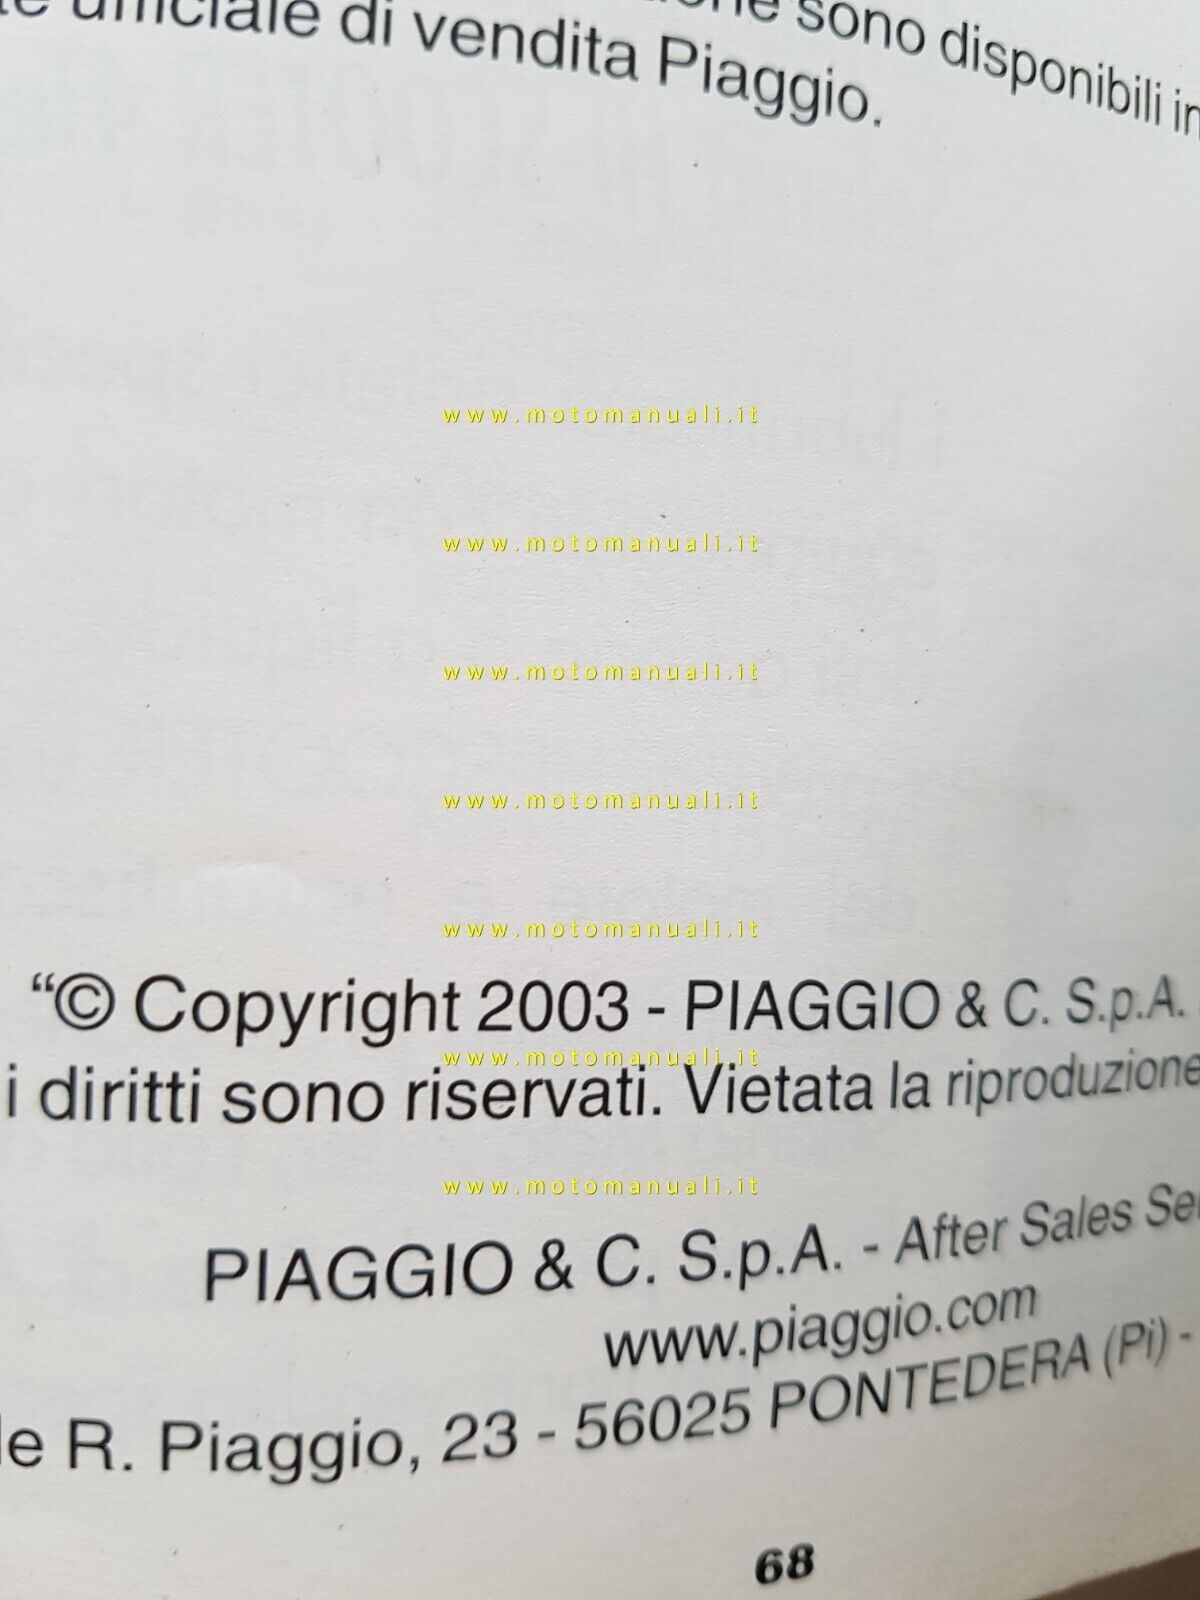 sono disponibili in
ufficiale di vendita Piaggio.
www.motomanuali.it
www.motomanuali.it
www.motomanuali.it
www.motomanuali.it
www.motomanuali.it
“© Copyright 2003 - PIAGGIO & C. S.p.A.
www.motomanuali.it
i diritti sono riservati. Vietata la riproduzione
www.motomanuali.it
PIAGGIO & C. S.p.A. - After Sales
www.piaggio.com
R. Piaggio, 23 - 56025 PONTEDERA (Pi) -
68